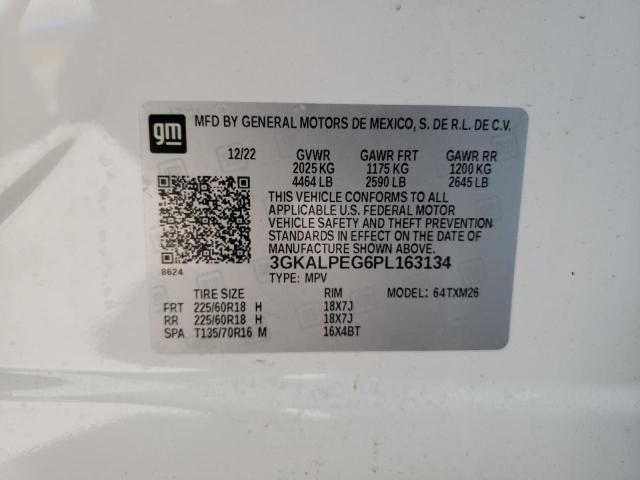 gm
MFD BY GENERAL MOTORS DE MEXICO, S. DE R.L. DE C.V.
12/22 GVWR GAWR FRT GAWR RR
2025 KG 1175 KG 1200 KG
4464 LB 2590 LB 2645 LB
THIS VEHICLE CONFORMS TO ALL
APPLICABLE U.S. FEDERAL MOTOR
VEHICLE SAFETY AND THEFT PREVENTION
STANDARDS IN EFFECT ON THE DATE OF
MANUFACTURE SHOWN ABOVE.
8624
3GKALPEG6PL163134
TYPE: MPV
TIRE SIZE RIM MODEL: 64TXM26
FRT 225/60R18 H 18X7J
RR 225/60R18 H 18X7J
SPA T135/70R16 M 16X4BT